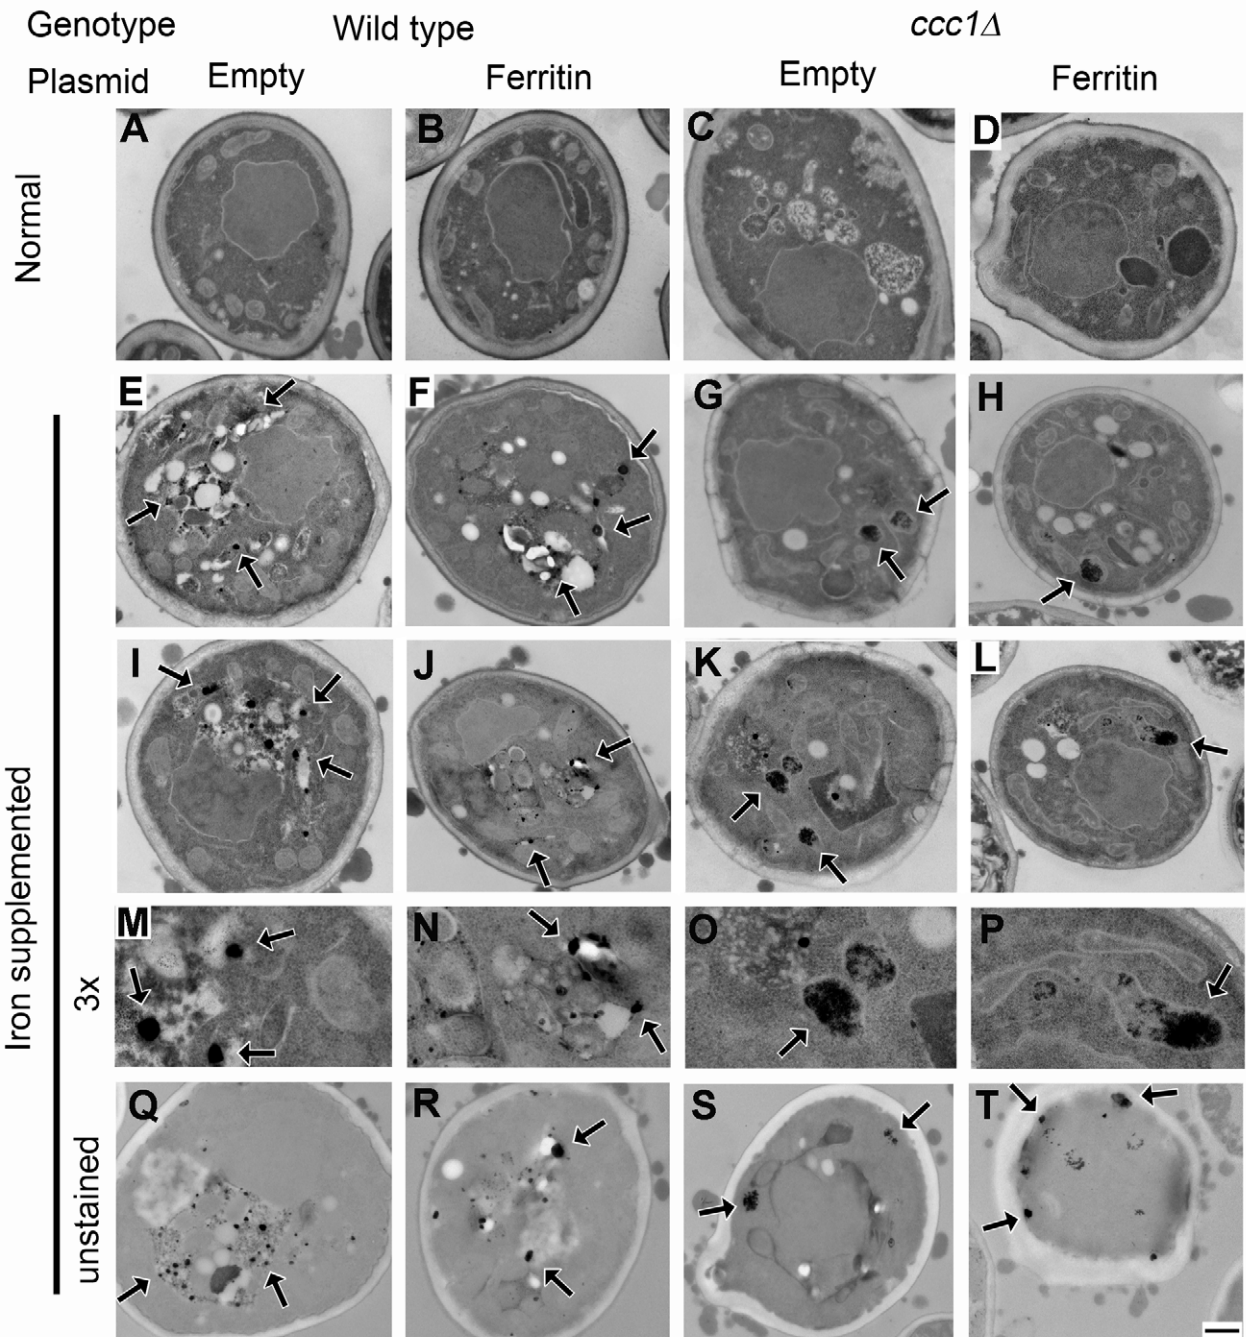 Genotype Wild type ccc1Δ
Plasmid Empty Ferritin Empty Ferritin
Normal
A B C D
Iron supplemented
E F G H
I J K L
3x
M N O P
unstained
Q R S T